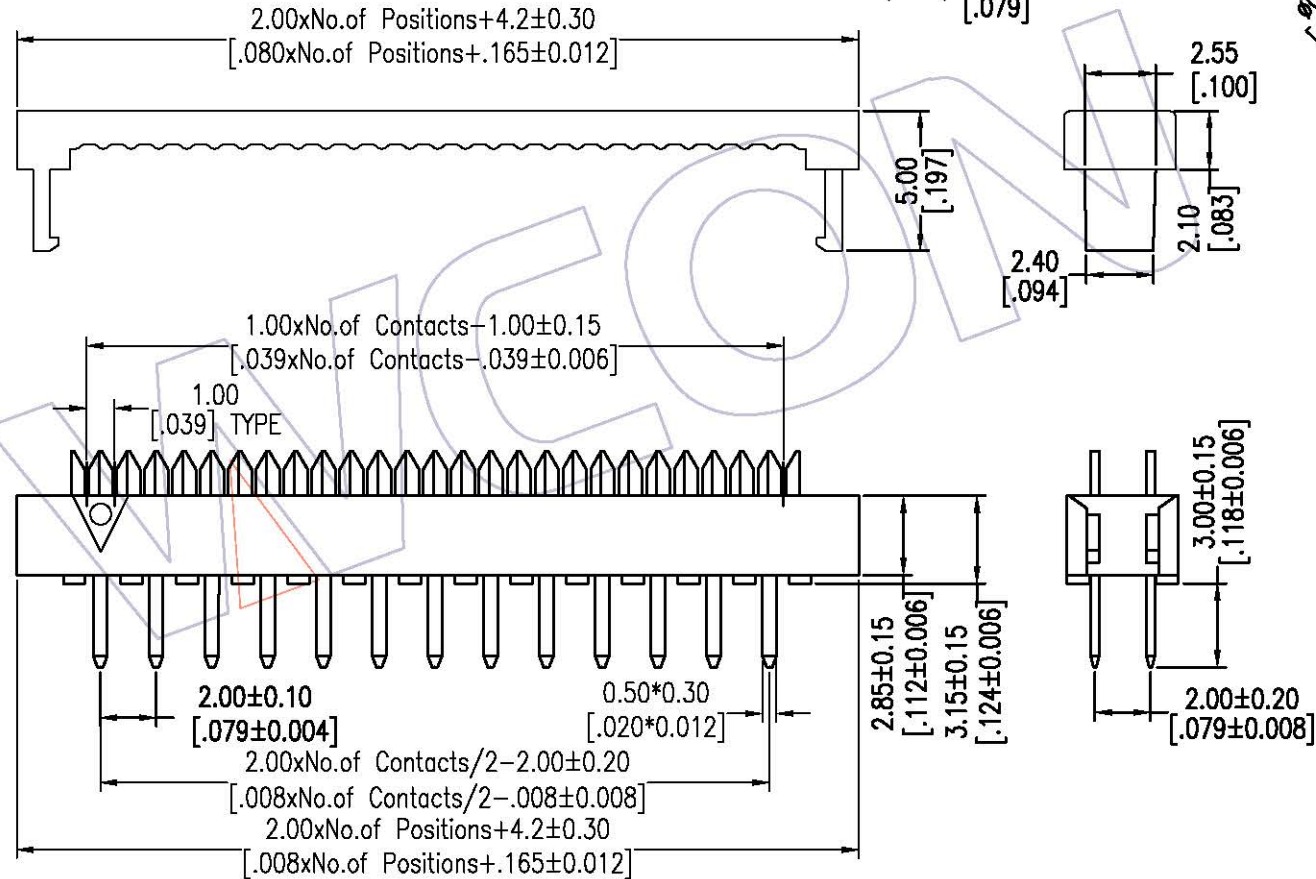 [.079]
2.00xNo.of Positions+4.2±0.30
[.080xNo.of Positions+.165±0.012]
2.55
[.100]
5.00
[.197]
2.10
[.083]
2.40
[.094]
1.00xNo.of Contacts-1.00±0.15
[.039xNo.of Contacts-.039±0.006]
1.00
[.039] TYPE
WCON
3.00±0.15
[.118±0.006]
2.85±0.15
[.112±0.006]
3.15±0.15
[.124±0.006]
2.00±0.10
[.079±0.004]
0.50*0.30
[.020*0.012]
2.00±0.20
[.079±0.008]
2.00xNo.of Contacts/2-2.00±0.20
[.008xNo.of Contacts/2-.008±0.008]
2.00xNo.of Positions+4.2±0.30
[.008xNo.of Positions+.165±0.012]